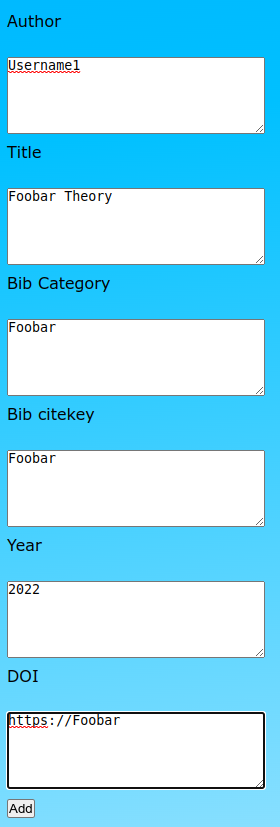 Author
Username1
Title
Foobar Theory
Bib Category
Foobar
Bib citekey
Foobar
Year
2022
DOI
https://Foobar
Add